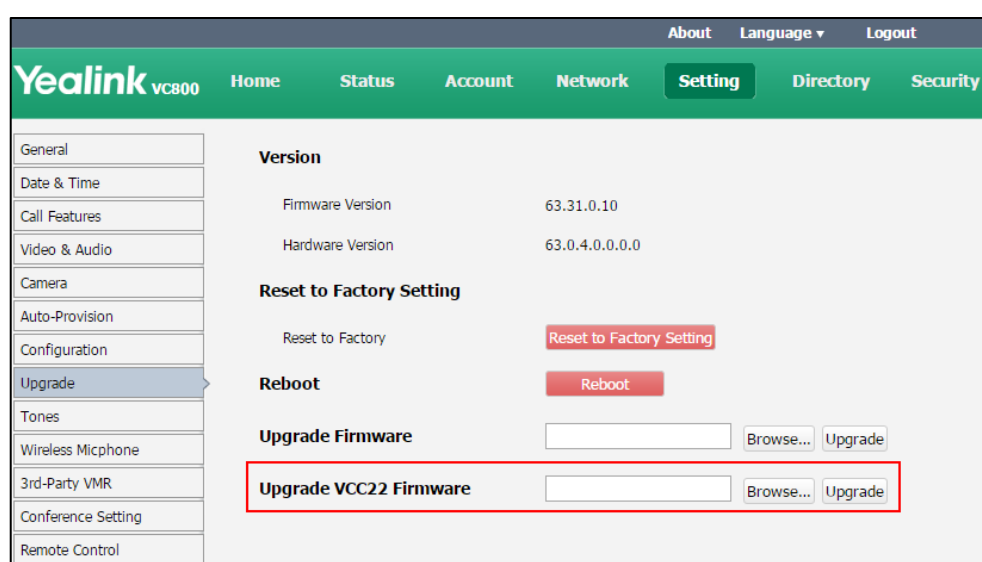 About Language ▾ Logout
Yealink VC800 Home Status Account Network Setting Directory Security
General
Date & Time
Call Features
Video & Audio
Camera
Auto-Provision
Configuration
Upgrade
Tones
Wireless Micphone
3rd-Party VMR
Conference Setting
Remote Control
Version
Firmware Version 63.31.0.10
Hardware Version 63.0.4.0.0.0.0
Reset to Factory Setting
Reset to Factory Reset to Factory Setting
Reboot Reboot
Upgrade Firmware Browse... Upgrade
Upgrade VCC22 Firmware Browse... Upgrade